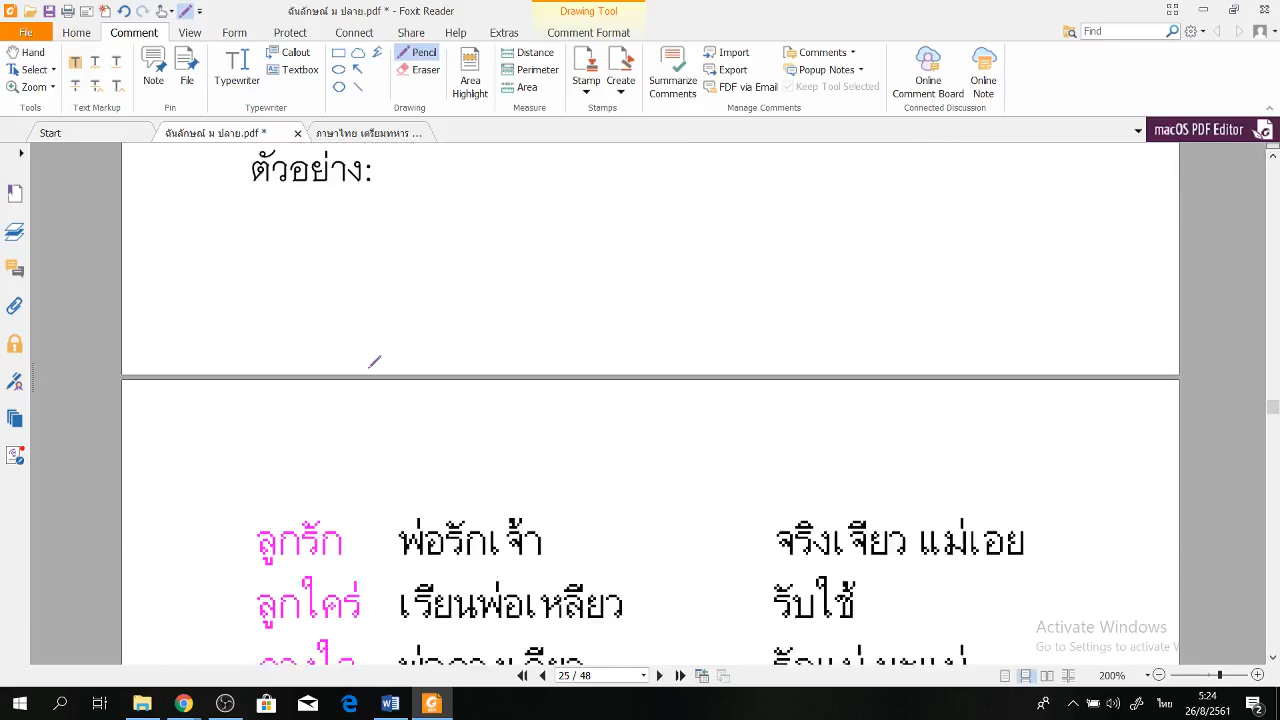 ฉันลักษณ์ ม ปลาย.pdf * - Foxit Reader
Drawing Tool
File Home Comment View Form Protect Connect Share Help Extras Comment Format
Find
Hand
Select
Zoom
Tools
Text Markup
Note
File
Pin
Typewriter
Callout
Textbox
Typewriter
Pencil
Eraser
Drawing
Area Highlight
Distance
Perimeter
Area
Measure
Stamp
Create
Stamps
Summarize Comments
Import
Export
FDF via Email
Comments
Popup Notes
Keep Tool Selected
Manage Comments
Online Comment Board
Online Note
Connected Discussion
Start
ฉันลักษณ์ ม ปลาย.pdf *
ภาษาไทย เตรียมทหาร ...
macOS PDF Editor
ตัวอย่าง:
ลูกรัก พ่อรักเจ้า จริงเจียว แม่เอย
ลูกใคร่ เรียนพ่อเหลียว รับใช้
Activate Windows
Go to Settings to activate W
25 / 48
200%
ไทย
5:24
26/8/2561
2